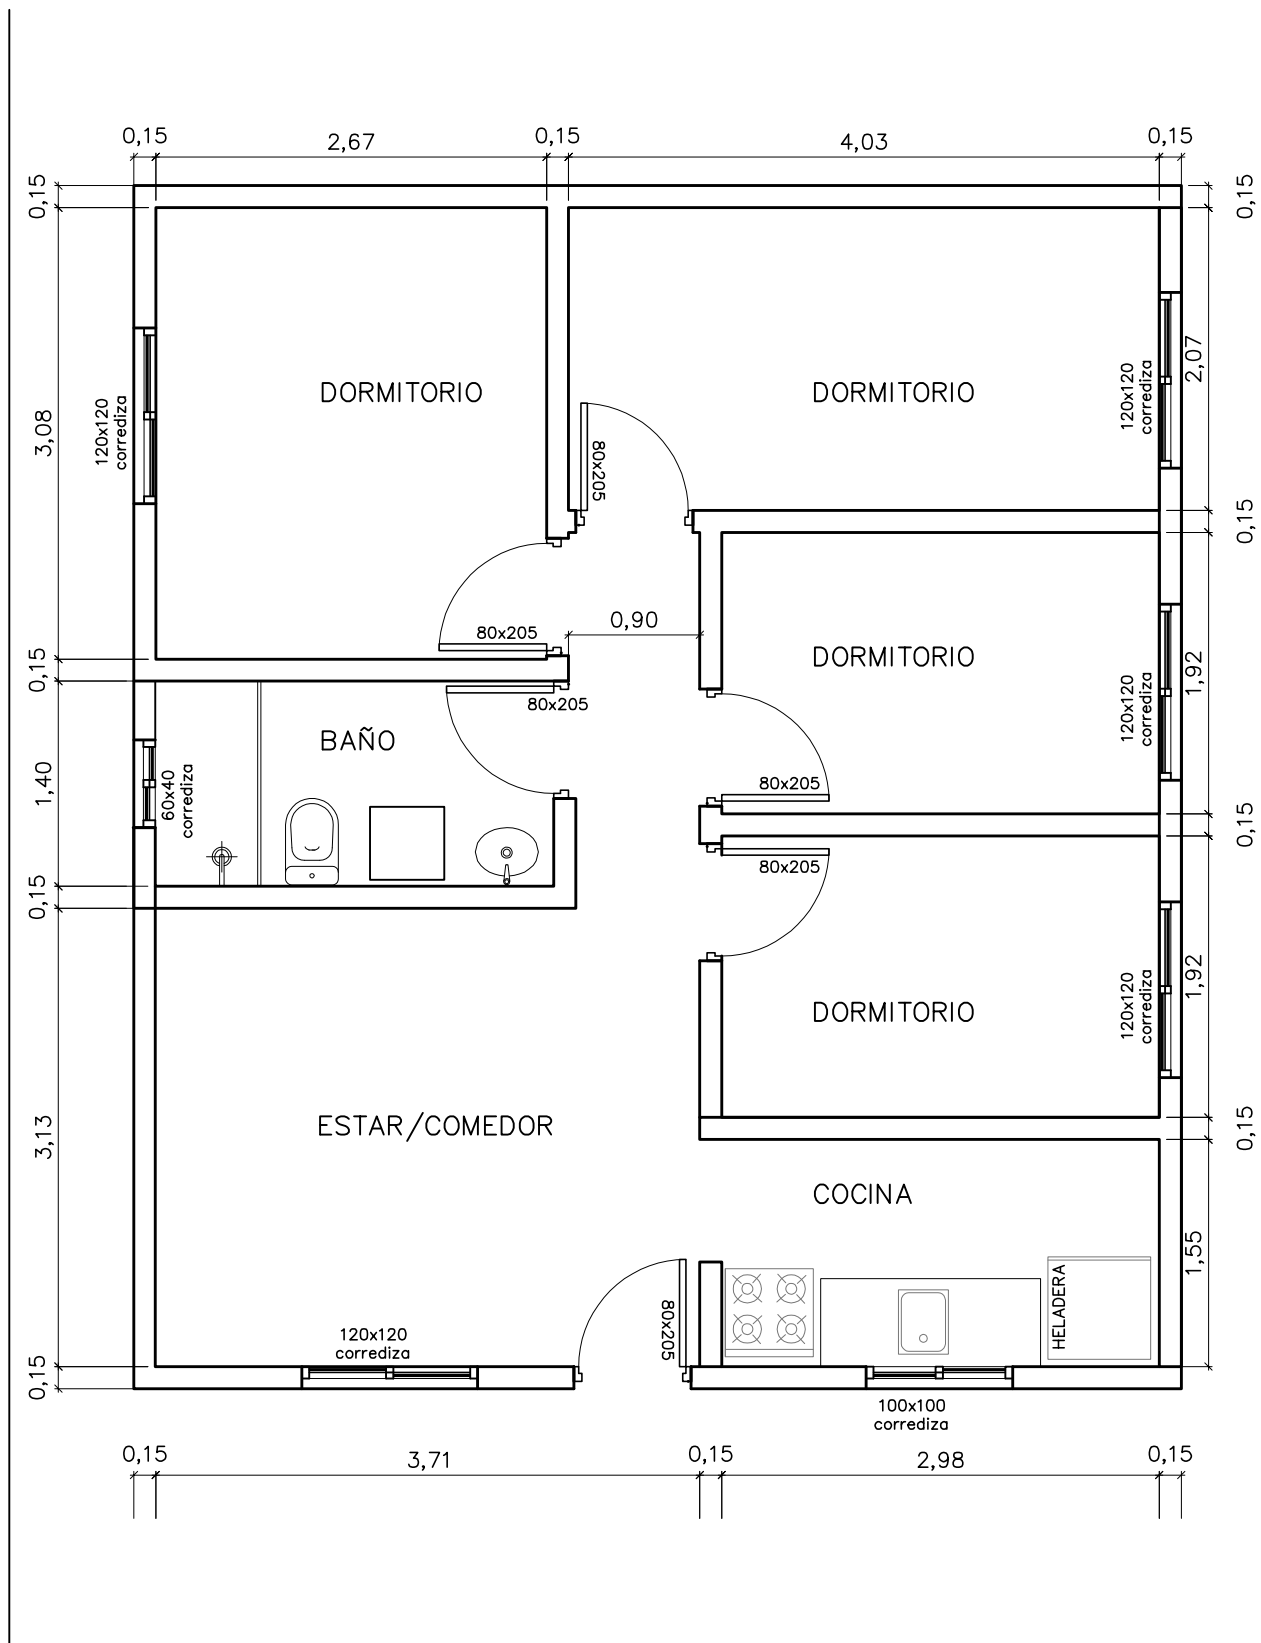 0,15
2,67
0,15
4,03
0,15
0,15
0,15
DORMITORIO
DORMITORIO
120x120
corrediza
3,08
80x205
120x120
corrediza
2,07
0,15
80x205
0,90
DORMITORIO
120x120
corrediza
1,92
0,15
80x205
BAÑO
60x40
corrediza
1,40
80x205
0,15
80x205
0,15
DORMITORIO
120x120
corrediza
1,92
ESTAR/COMEDOR
3,13
0,15
COCINA
1,55
HELADERA
80x205
120x120
corrediza
0,15
100x100
corrediza
0,15
3,71
0,15
2,98
0,15